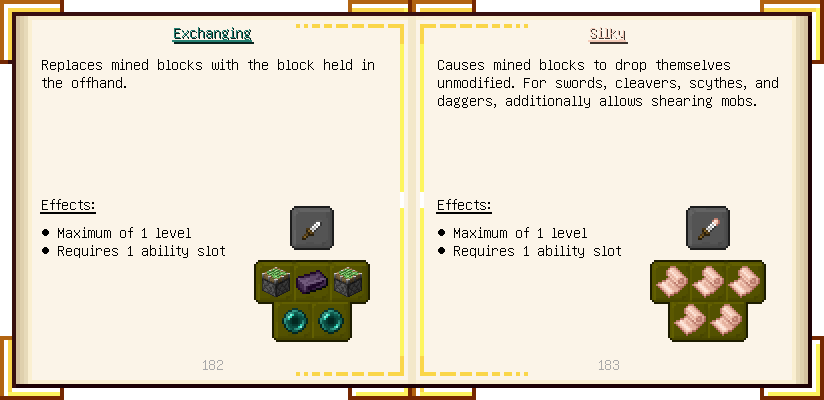 Exchanging
Replaces mined blocks with the block held in
the offhand.
Effects:
● Maximum of 1 level
● Requires 1 ability slot
182
Silky
Causes mined blocks to drop themselves
unmodified. For swords, cleavers, scythes, and
daggers, additionally allows shearing mobs.
Effects:
● Maximum of 1 level
● Requires 1 ability slot
183